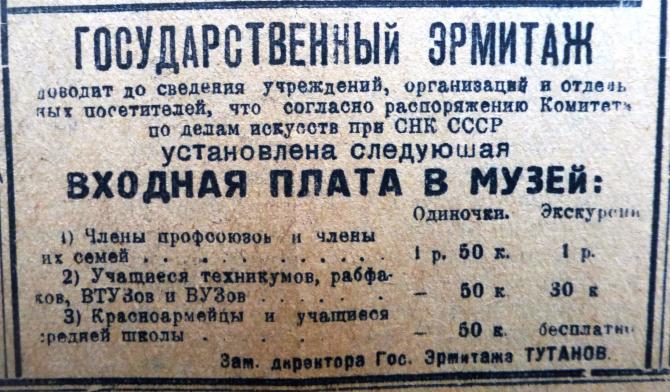 ГОСУДАРСТВЕННЫЙ ЭРМИТАЖ
доводит до сведения учреждений, организаций и отдель
ных посетителей, что согласно распоряжению Комитета
по делам искусств при СНК СССР
установлена следующая
ВХОДНАЯ ПЛАТА В МУЗЕЙ:
Одиночки. Экскурсии
1) Члены профсоюзов и члены
их семей . . . . . . . . . . . . 1 р. 50 к. 1 р.
2) Учащиеся техникумов, рабфа-
ков, ВТУЗов и ВУЗов . . . . . . — 50 к 30 к
3) Красноармейцы и учащиеся
средней школы . . . . — 50 к. бесплатно
Зам. директора Гос. Эрмитажа ТУТАНОВ.